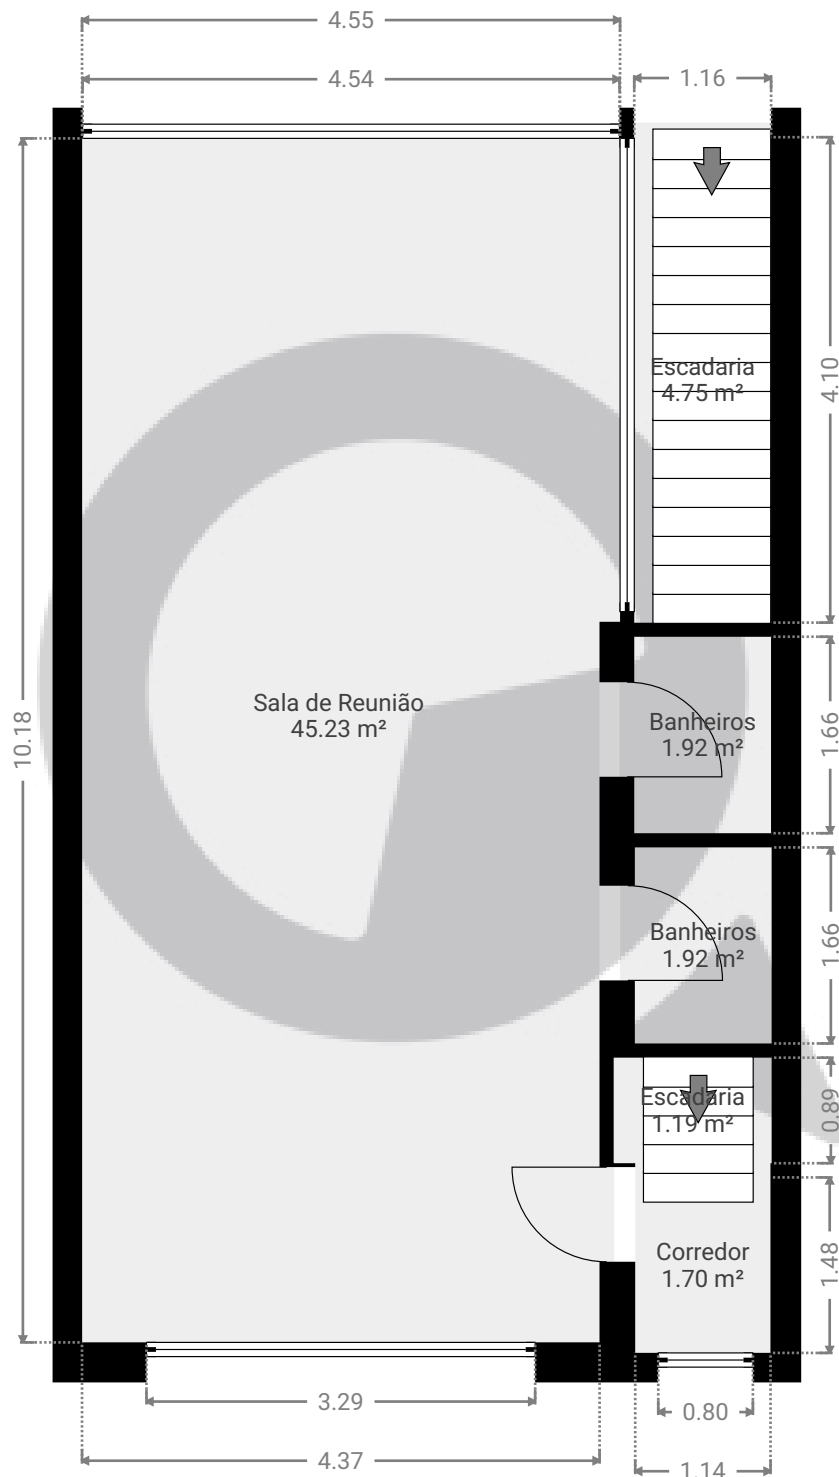 4.55
4.54
1.16
Escadaria
4.75 m²
4.10
10.18
Sala de Reunião
45.23 m²
Banheiros
1.92 m²
1.66
Banheiros
1.92 m²
1.66
Escadaria
1.19 m²
0.89
Corredor
1.70 m²
1.48
3.29
0.80
4.37
1.14